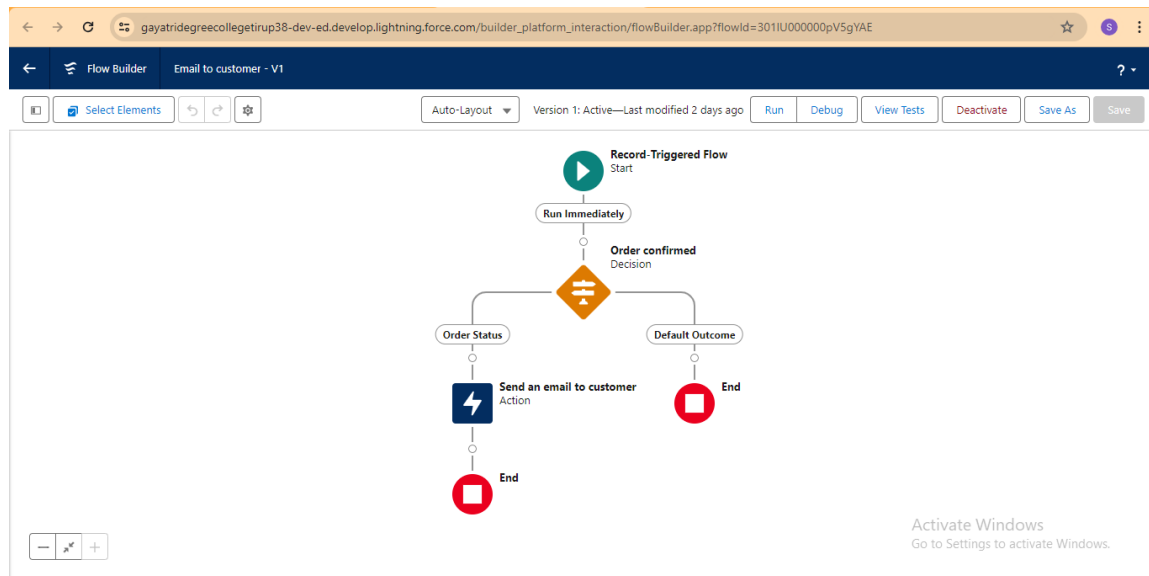 gayatridegreecollegetirup38-dev-ed.develop.lightning.force.com/builder_platform_interaction/flowBuilder.app?flowId=301IU000000pV5gYAE
S
Flow Builder Email to customer - V1 ?
Select Elements Auto-Layout Version 1: Active—Last modified 2 days ago Run Debug View Tests Deactivate Save As Save
Record-Triggered Flow
Start
Run Immediately
Order confirmed
Decision
Order Status Default Outcome
Send an email to customer
Action
End
End
Activate Windows
Go to Settings to activate Windows.